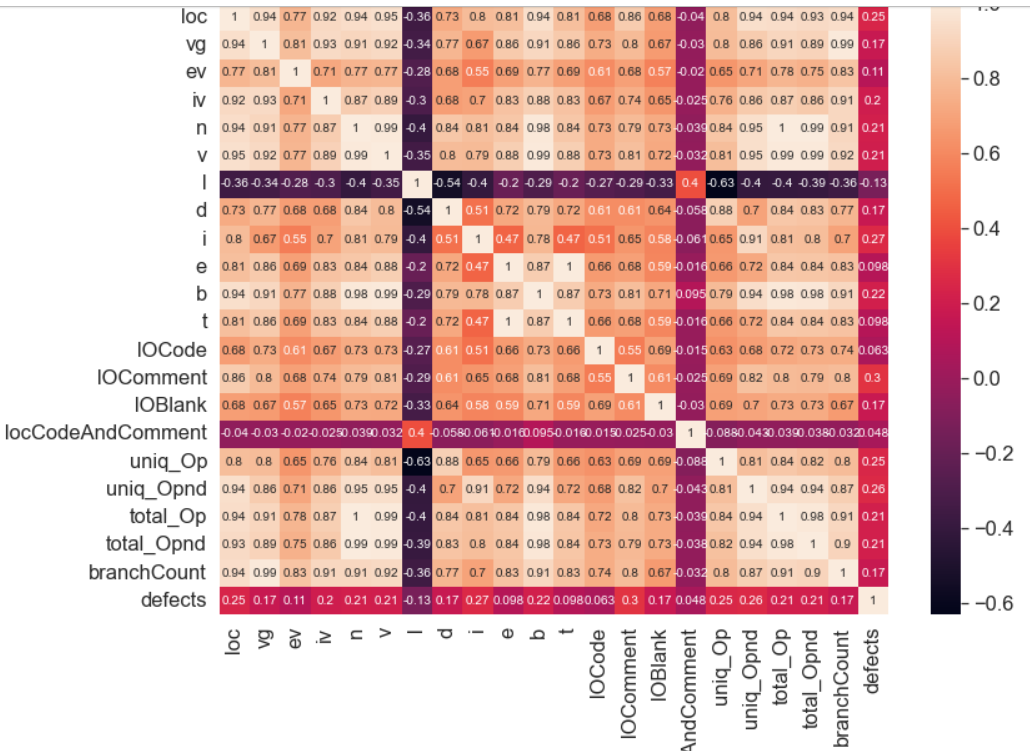 loc 1 0.94 0.77 0.92 0.94 0.95 -0.36 0.73 0.8 0.81 0.94 0.81 0.68 0.86 0.68 -0.04 0.8 0.94 0.94 0.93 0.94 0.25
vg 0.94 1 0.81 0.93 0.91 0.92 -0.34 0.77 0.67 0.86 0.91 0.86 0.73 0.8 0.67 -0.03 0.8 0.86 0.91 0.89 0.99 0.17
ev 0.77 0.81 1 0.71 0.77 0.77 -0.28 0.68 0.55 0.69 0.77 0.69 0.61 0.68 0.57 -0.02 0.65 0.71 0.78 0.75 0.83 0.11
iv 0.92 0.93 0.71 1 0.87 0.89 -0.3 0.68 0.7 0.83 0.88 0.83 0.67 0.74 0.65 -0.025 0.76 0.86 0.87 0.86 0.91 0.2
n 0.94 0.91 0.77 0.87 1 0.99 -0.4 0.84 0.81 0.84 0.98 0.84 0.73 0.79 0.73 -0.039 0.84 0.95 1 0.99 0.91 0.21
v 0.95 0.92 0.77 0.89 0.99 1 -0.35 0.8 0.79 0.88 0.99 0.88 0.73 0.81 0.72 -0.032 0.81 0.95 0.99 0.99 0.92 0.21
l -0.36 -0.34 -0.28 -0.3 -0.4 -0.35 1 -0.54 -0.4 -0.2 -0.29 -0.2 -0.27 -0.29 -0.33 0.4 -0.63 -0.4 -0.4 -0.39 -0.36 -0.13
d 0.73 0.77 0.68 0.68 0.84 0.8 -0.54 1 0.51 0.72 0.79 0.72 0.61 0.61 0.64 -0.058 0.88 0.7 0.84 0.83 0.77 0.17
i 0.8 0.67 0.55 0.7 0.81 0.79 -0.4 0.51 1 0.47 0.78 0.47 0.51 0.65 0.58 -0.061 0.65 0.91 0.81 0.8 0.7 0.27
e 0.81 0.86 0.69 0.83 0.84 0.88 -0.2 0.72 0.47 1 0.87 1 0.66 0.68 0.59 -0.016 0.66 0.72 0.84 0.84 0.83 0.098
b 0.94 0.91 0.77 0.88 0.98 0.99 -0.29 0.79 0.78 0.87 1 0.87 0.73 0.81 0.71 0.095 0.79 0.94 0.98 0.98 0.91 0.22
t 0.81 0.86 0.69 0.83 0.84 0.88 -0.2 0.72 0.47 1 0.87 1 0.66 0.68 0.59 -0.016 0.66 0.72 0.84 0.84 0.83 0.098
lOCode 0.68 0.73 0.61 0.67 0.73 0.73 -0.27 0.61 0.51 0.66 0.73 0.66 1 0.55 0.69 -0.015 0.63 0.68 0.72 0.73 0.74 0.063
lOComment 0.86 0.8 0.68 0.74 0.79 0.81 -0.29 0.61 0.65 0.68 0.81 0.68 0.55 1 0.61 -0.025 0.69 0.82 0.8 0.79 0.8 0.3
lOBlank 0.68 0.67 0.57 0.65 0.73 0.72 -0.33 0.64 0.58 0.59 0.71 0.59 0.69 0.61 1 -0.03 0.69 0.7 0.73 0.73 0.67 0.17
locCodeAndComment -0.04 -0.03 -0.02 -0.025 -0.039 -0.032 0.4 -0.058 -0.061 -0.016 0.095 -0.016 -0.015 -0.025 -0.03 1 -0.088 -0.043 -0.039 -0.038 -0.032 0.048
uniq_Op 0.8 0.8 0.65 0.76 0.84 0.81 -0.63 0.88 0.65 0.66 0.79 0.66 0.63 0.69 0.69 -0.088 1 0.81 0.84 0.82 0.8 0.25
uniq_Opnd 0.94 0.86 0.71 0.86 0.95 0.95 -0.4 0.7 0.91 0.72 0.94 0.72 0.68 0.82 0.7 -0.043 0.81 1 0.94 0.94 0.87 0.26
total_Op 0.94 0.91 0.78 0.87 1 0.99 -0.4 0.84 0.81 0.84 0.98 0.84 0.72 0.8 0.73 -0.039 0.84 0.94 1 0.98 0.91 0.21
total_Opnd 0.93 0.89 0.75 0.86 0.99 0.99 -0.39 0.83 0.8 0.84 0.98 0.84 0.73 0.79 0.73 -0.038 0.82 0.94 0.98 1 0.9 0.21
branchCount 0.94 0.99 0.83 0.91 0.91 0.92 -0.36 0.77 0.7 0.83 0.91 0.83 0.74 0.8 0.67 -0.032 0.8 0.87 0.91 0.9 1 0.17
defects 0.25 0.17 0.11 0.2 0.21 0.21 -0.13 0.17 0.27 0.098 0.22 0.098 0.063 0.3 0.17 0.048 0.25 0.26 0.21 0.21 0.17 1
loc vg ev iv n v l d i e b t lOCode lOComment lOBlank AndComment uniq_Op uniq_Opnd total_Op total_Opnd branchCount defects
0.8
0.6
0.4
0.2
0.0
−0.2
−0.4
−0.6